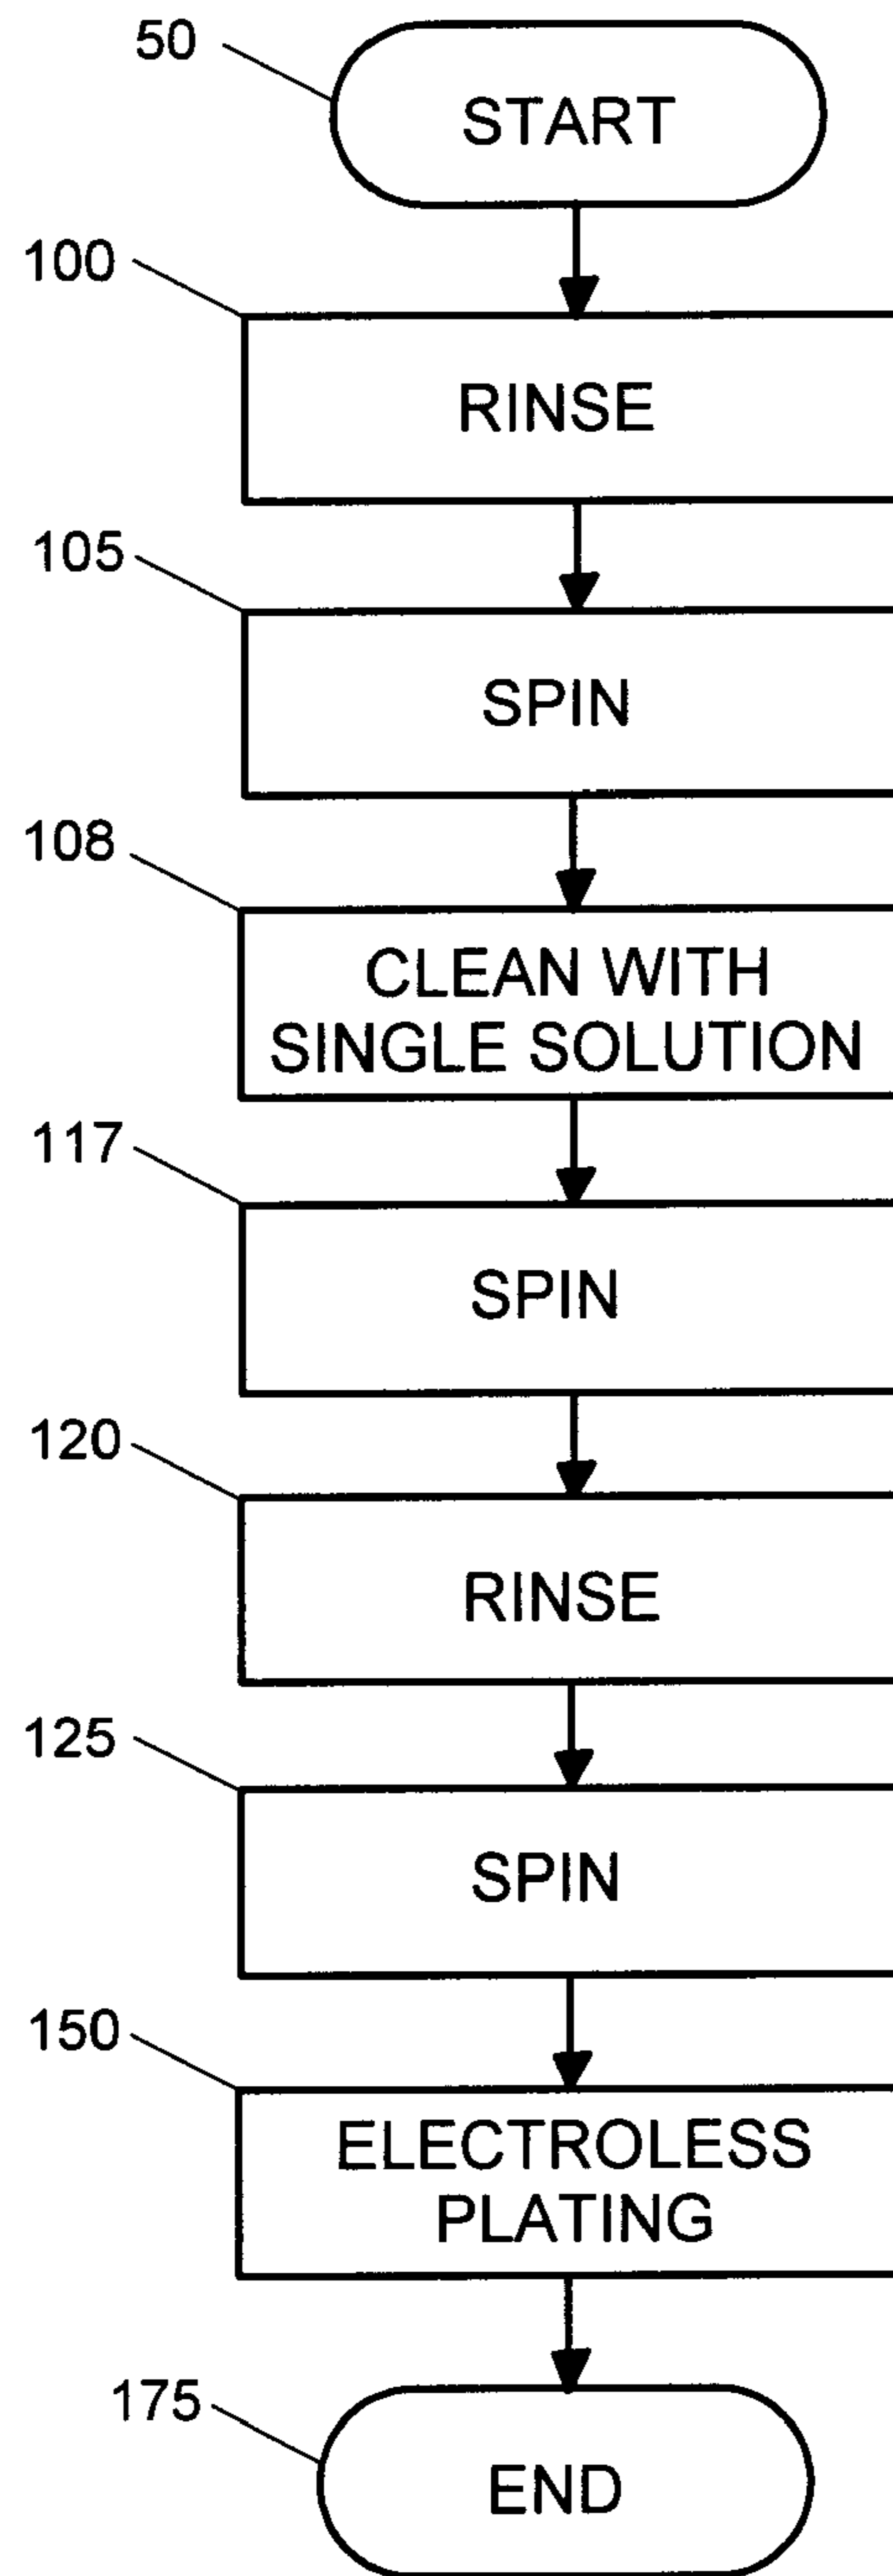 50
START
100
RINSE
105
SPIN
108
CLEAN WITH
SINGLE SOLUTION
117
SPIN
120
RINSE
125
SPIN
150
ELECTROLESS
PLATING
175
END